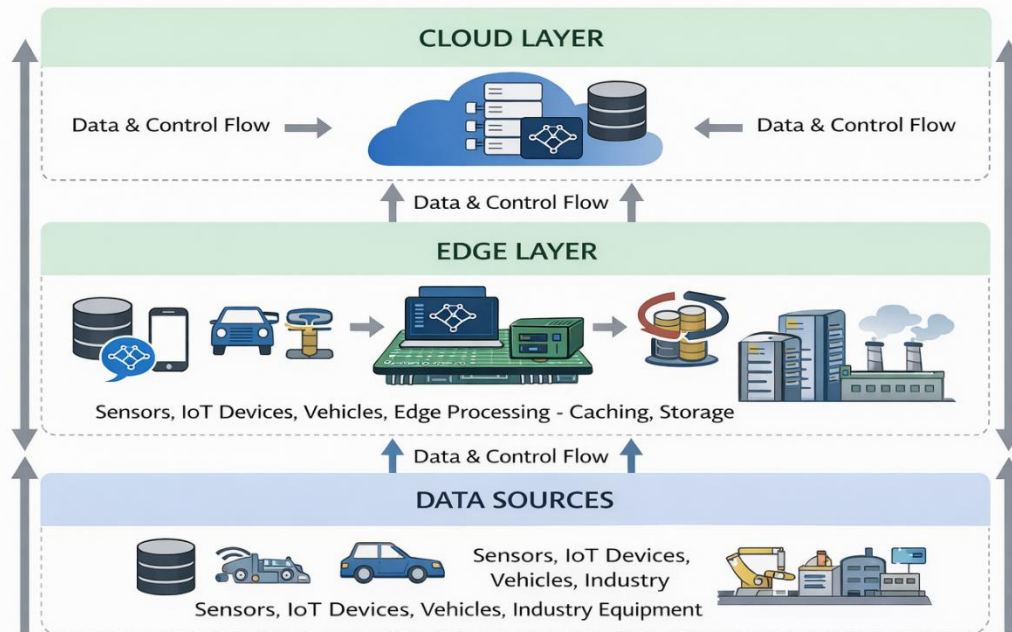 CLOUD LAYER
Data & Control Flow
Data & Control Flow
Data & Control Flow
EDGE LAYER
Sensors, IoT Devices, Vehicles, Edge Processing - Caching, Storage
Data & Control Flow
DATA SOURCES
Sensors, IoT Devices,
Vehicles, Industry
Sensors, IoT Devices, Vehicles, Industry Equipment